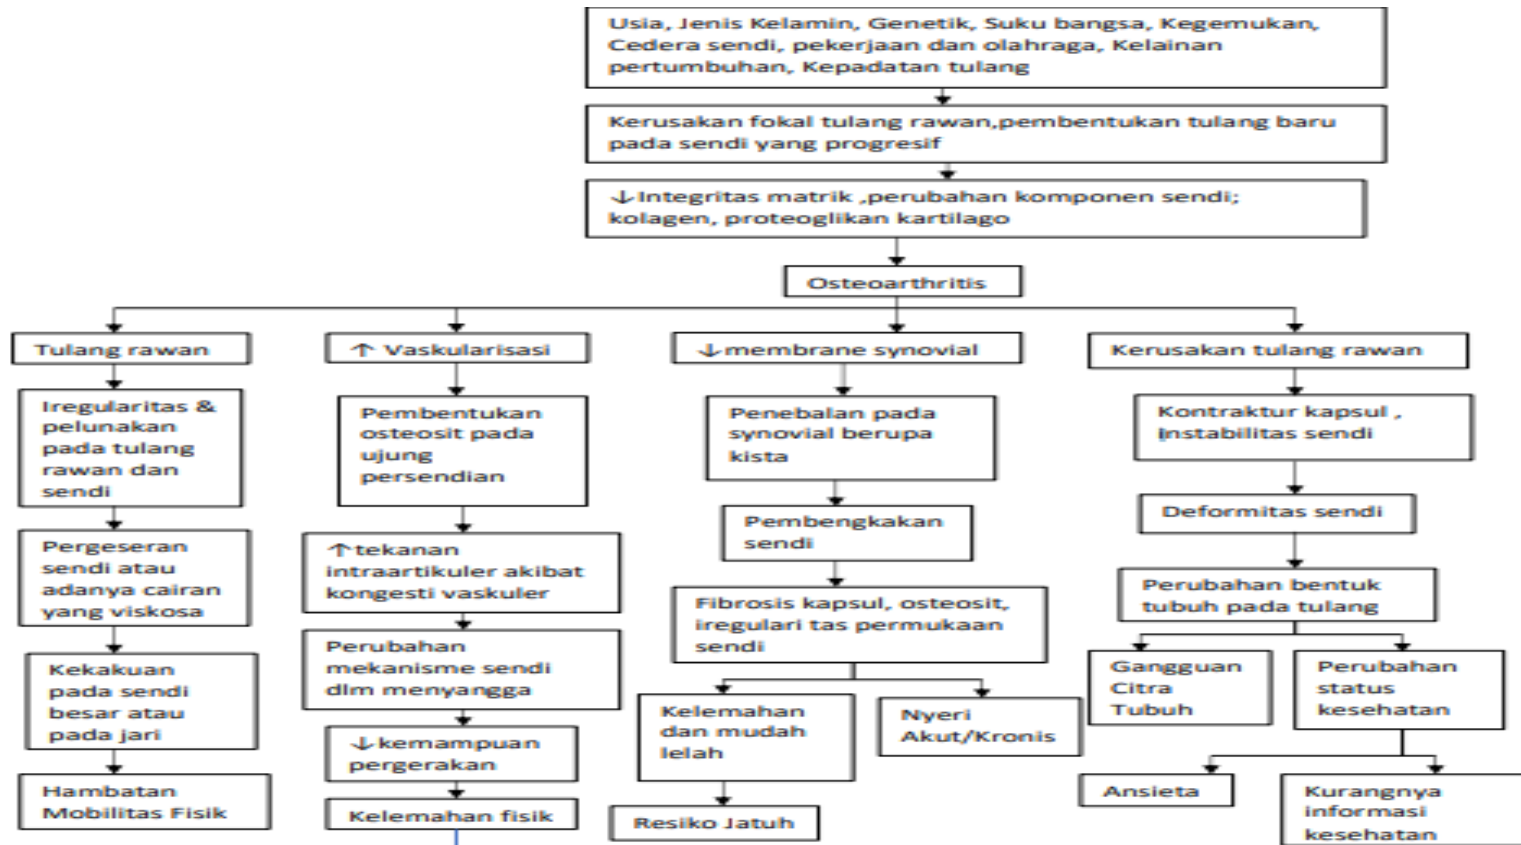 Usia, Jenis Kelamin, Genetik, Suku bangsa, Kegemukan,
Cedera sendi, pekerjaan dan olahraga, Kelainan
pertumbuhan, Kepadatan tulang
Kerusakan fokal tulang rawan,pembentukan tulang baru
pada sendi yang progresif
↓Integritas matrik ,perubahan komponen sendi;
kolagen, proteoglikan kartilago
Osteoarthritis
Tulang rawan
Iregularitas &
pelunakan
pada tulang
rawan dan
sendi
Pergeseran
sendi atau
adanya cairan
yang viskosa
Kekakuan
pada sendi
besar atau
pada jari
Hambatan
Mobilitas Fisik
↑ Vaskularisasi
Pembentukan
osteosit pada
ujung
persendian
↑tekanan
intraartikuler akibat
kongesti vaskuler
Perubahan
mekanisme sendi
dlm menyangga
↓kemampuan
pergerakan
Kelemahan fisik
↓membrane synovial
Penebalan pada
synovial berupa
kista
Pembengkakan
sendi
Fibrosis kapsul, osteosit,
iregulari tas permukaan
sendi
Kelemahan
dan mudah
lelah
Resiko Jatuh
Nyeri
Akut/Kronis
Kerusakan tulang rawan
Kontraktur kapsul ,
Instabilitas sendi
Deformitas sendi
Perubahan bentuk
tubuh pada tulang
Gangguan
Citra
Tubuh
Perubahan
status
kesehatan
Ansieta
Kurangnya
informasi
kesehatan